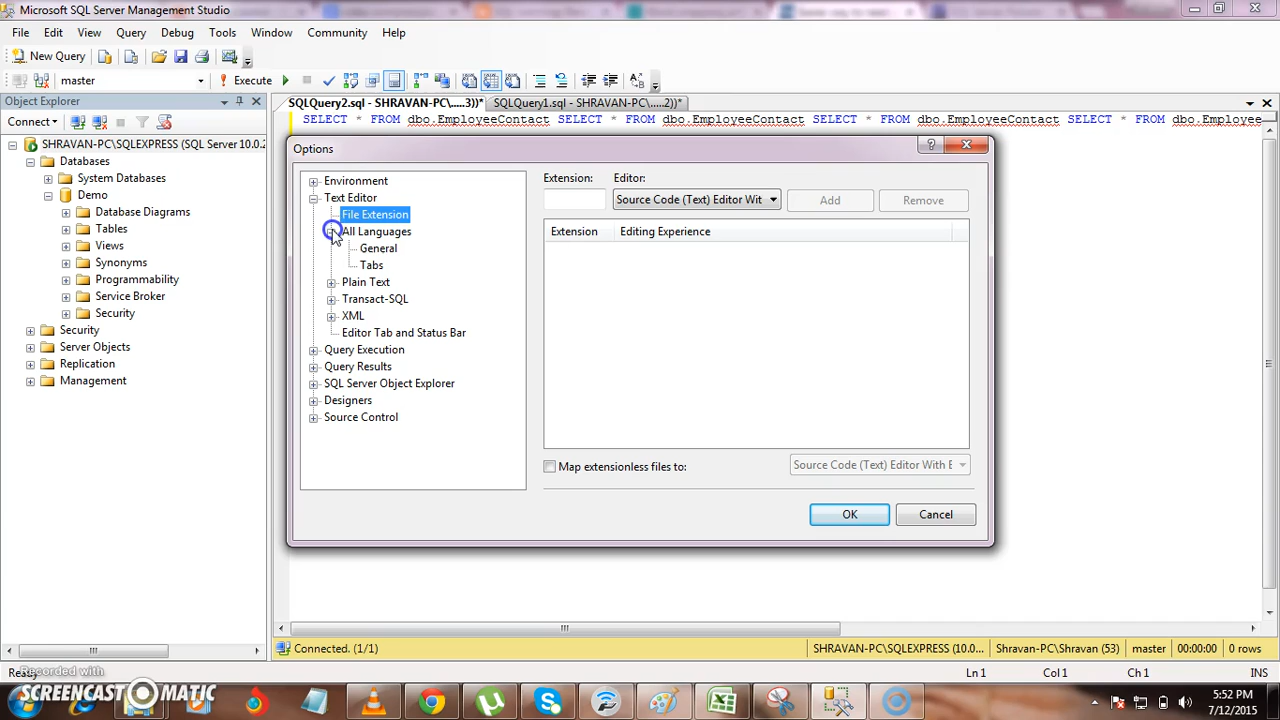 Microsoft SQL Server Management Studio
File Edit View Query Debug Tools Window Community Help
New Query
master Execute
Object Explorer
SQLQuery2.sql - SHRAVAN-PC\.....3))* SQLQuery1.sql - SHRAVAN-PC\.....2))*
Connect
SELECT * FROM dbo.EmployeeContact SELECT * FROM dbo.EmployeeContact SELECT * FROM dbo.EmployeeContact SELECT * FROM dbo.Employee
SHRAVAN-PC\SQLEXPRESS (SQL Server 10.0.2
Databases
System Databases
Demo
Database Diagrams
Tables
Views
Synonyms
Programmability
Service Broker
Security
Security
Server Objects
Replication
Management
Options
Environment
Text Editor
File Extension
All Languages
General
Tabs
Plain Text
Transact-SQL
XML
Editor Tab and Status Bar
Query Execution
Query Results
SQL Server Object Explorer
Designers
Source Control
Extension: Editor:
Source Code (Text) Editor Wit Add Remove
Extension Editing Experience
Map extensionless files to: Source Code (Text) Editor With E
OK Cancel
Connected. (1/1) SHRAVAN-PC\SQLEXPRESS (10.0... Shravan-PC\Shravan (53) master 00:00:00 0 rows
Ready Ln 1 Col 1 Ch 1 INS
Recorded with
SCREENCAST MATIC
5:52 PM
7/12/2015